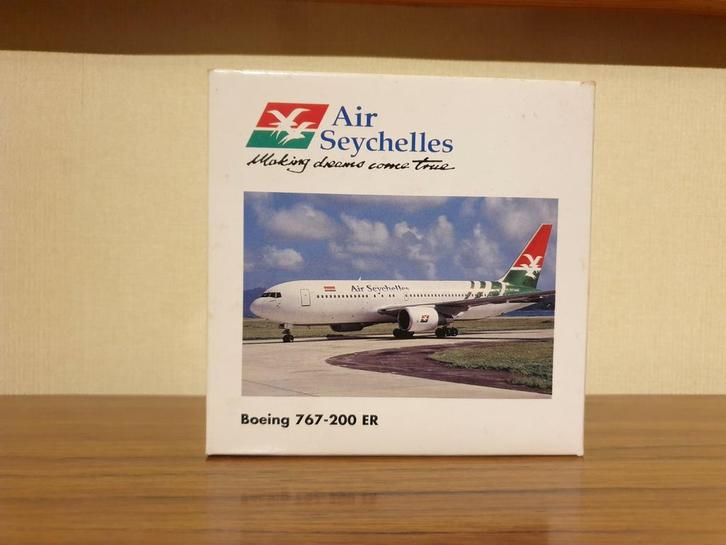 Air
Seychelles
Making dreams come true
Air Seychelles
Boeing 767-200 ER